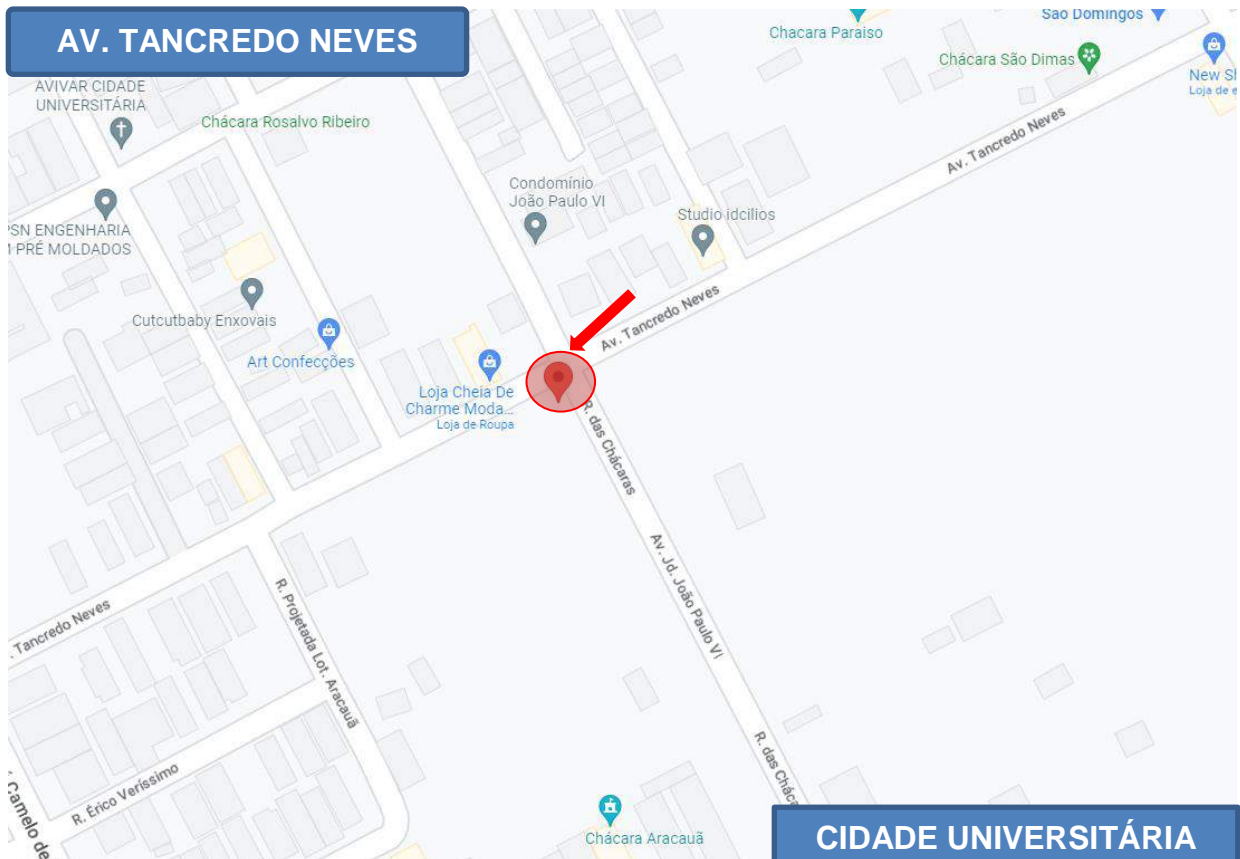 AV. TANCREDO NEVES
São Domingos
Chacara Paraiso
Chácara São Dimas
New
Loja de
AVIVAR CIDADE
UNIVERSITÁRIA
Chácara Rosalvo Ribeiro
Av. Tancredo Neves
Condomínio
João Paulo VI
Studio idcilios
PSN ENGENHARIA
PRÉ MOLDADOS
Av. Tancredo Neves
Cutcutbaby Enxovais
Art Confecções
Loja Cheia De
Charme Moda...
Loja de Roupa
R. das Chácaras
Av. Jd. João Paulo VI
R. Projetada Lot. Aracauã
Tancredo Neves
R. das
R. Érico Veríssimo
Camelo de
Chácara Aracauã
CIDADE UNIVERSITÁRIA